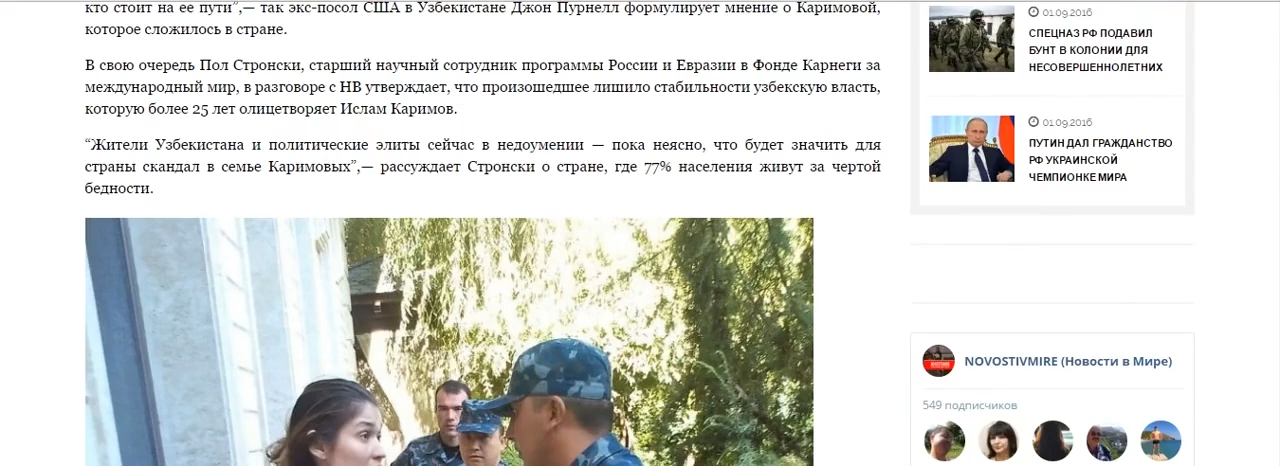 кто стоит на ее пути”,— так экс-посол США в Узбекистане Джон Пурнелл формулирует мнение о Каримовой,
которое сложилось в стране.
В свою очередь Пол Стронски, старший научный сотрудник программы России и Евразии в Фонде Карнеги за
международный мир, в разговоре с НВ утверждает, что произошедшее лишило стабильности узбекскую власть,
которую более 25 лет олицетворяет Ислам Каримов.
“Жители Узбекистана и политические элиты сейчас в недоумении — пока неясно, что будет значить для
страны скандал в семье Каримовых”,— рассуждает Стронски о стране, где 77% населения живут за чертой
бедности.
01.09.2016
СПЕЦНАЗ РФ ПОДАВИЛ
БУНТ В КОЛОНИИ ДЛЯ
НЕСОВЕРШЕННОЛЕТНИХ
01.09.2016
ПУТИН ДАЛ ГРАЖДАНСТВО
РФ УКРАИНСКОЙ
ЧЕМПИОНКЕ МИРА
NOVOSTIVMIRE (Новости в Мире)
549 подписчиков